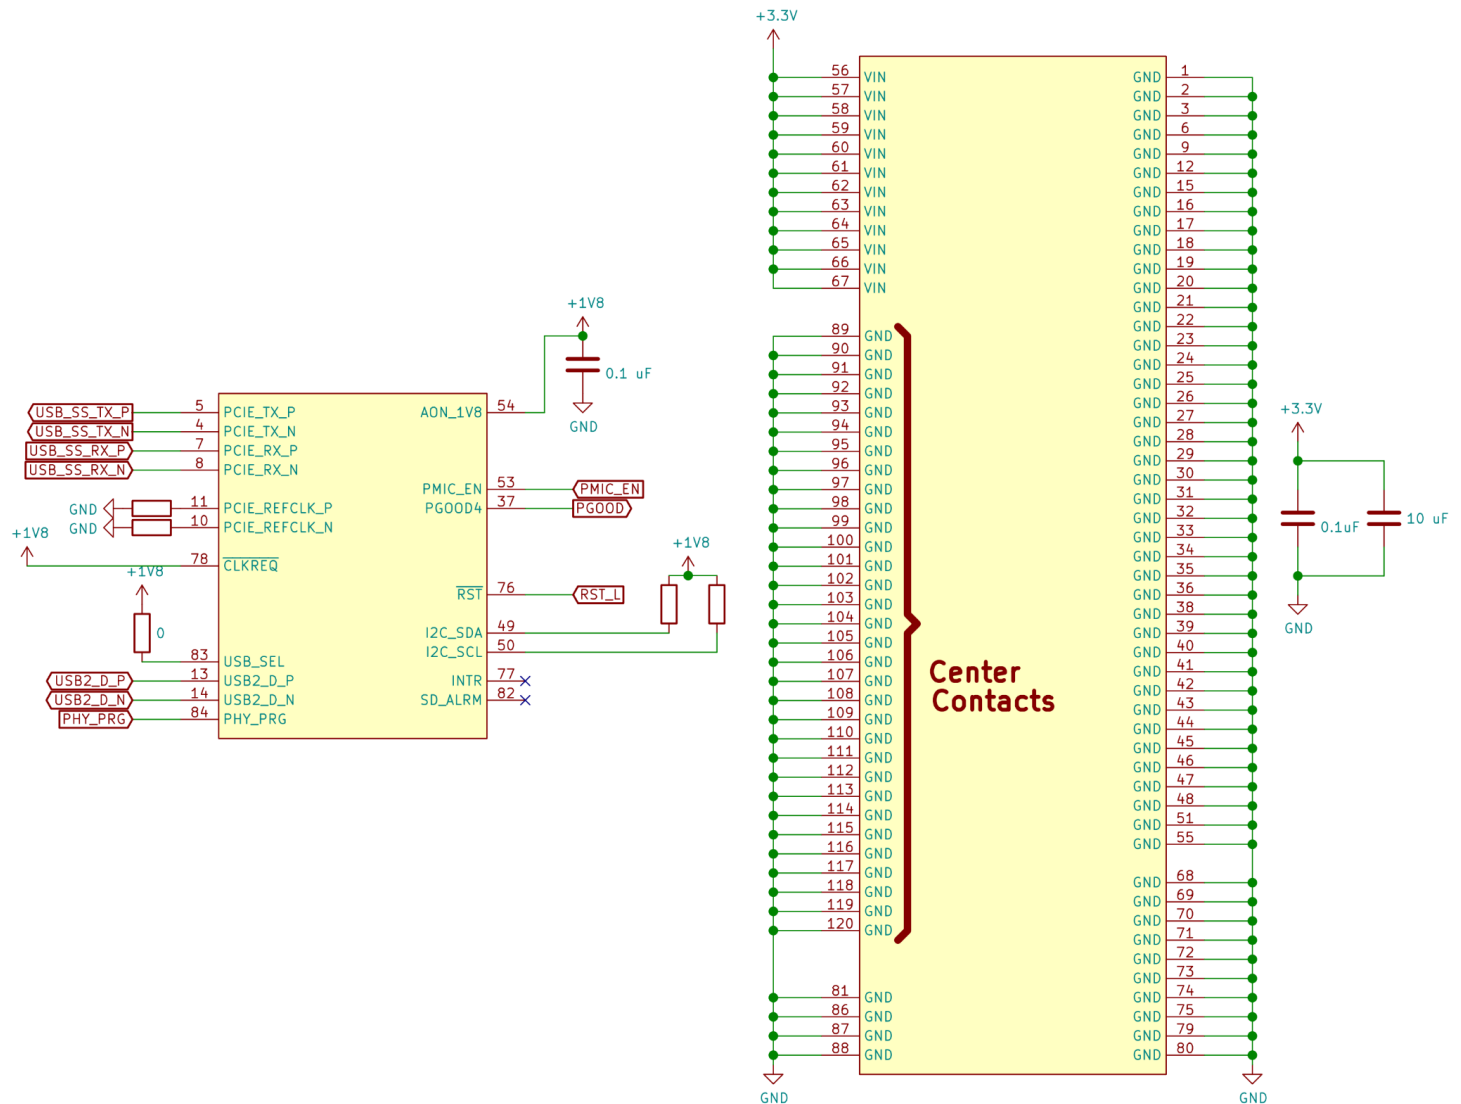 +3.3V
56 VIN
57 VIN
58 VIN
59 VIN
60 VIN
61 VIN
62 VIN
63 VIN
64 VIN
65 VIN
66 VIN
67 VIN
89 GND
90 GND
91 GND
92 GND
93 GND
94 GND
95 GND
96 GND
97 GND
98 GND
99 GND
100 GND
101 GND
102 GND
103 GND
104 GND
105 GND
106 GND
107 GND
108 GND
109 GND
110 GND
111 GND
112 GND
113 GND
114 GND
115 GND
116 GND
117 GND
118 GND
119 GND
120 GND
81 GND
86 GND
87 GND
88 GND
GND
Center
Contacts
GND 1
GND 2
GND 3
GND 6
GND 9
GND 12
GND 15
GND 16
GND 17
GND 18
GND 19
GND 20
GND 21
GND 22
GND 23
GND 24
GND 25
GND 26
GND 27
GND 28
GND 29
GND 30
GND 31
GND 32
GND 33
GND 34
GND 35
GND 36
GND 38
GND 39
GND 40
GND 41
GND 42
GND 43
GND 44
GND 45
GND 46
GND 47
GND 48
GND 51
GND 55
GND 68
GND 69
GND 70
GND 71
GND 72
GND 73
GND 74
GND 75
GND 79
GND 80
GND
+3.3V
0.1uF
10 uF
GND
+1V8
0.1 uF
GND
USB_SS_TX_P 5 PCIE_TX_P
USB_SS_TX_N 4 PCIE_TX_N
USB_SS_RX_P 7 PCIE_RX_P
USB_SS_RX_N 8 PCIE_RX_N
GND 11 PCIE_REFCLK_P
GND 10 PCIE_REFCLK_N
+1V8
78 CLKREQ
+1V8
0
83 USB_SEL
USB2_D_P 13 USB2_D_P
USB2_D_N 14 USB2_D_N
PHY_PRG 84 PHY_PRG
AON_1V8 54
PMIC_EN 53 PMIC_EN
PGOOD4 37 PGOOD
+1V8
RST 76 RST_L
I2C_SDA 49
I2C_SCL 50
INTR 77
SD_ALRM 82